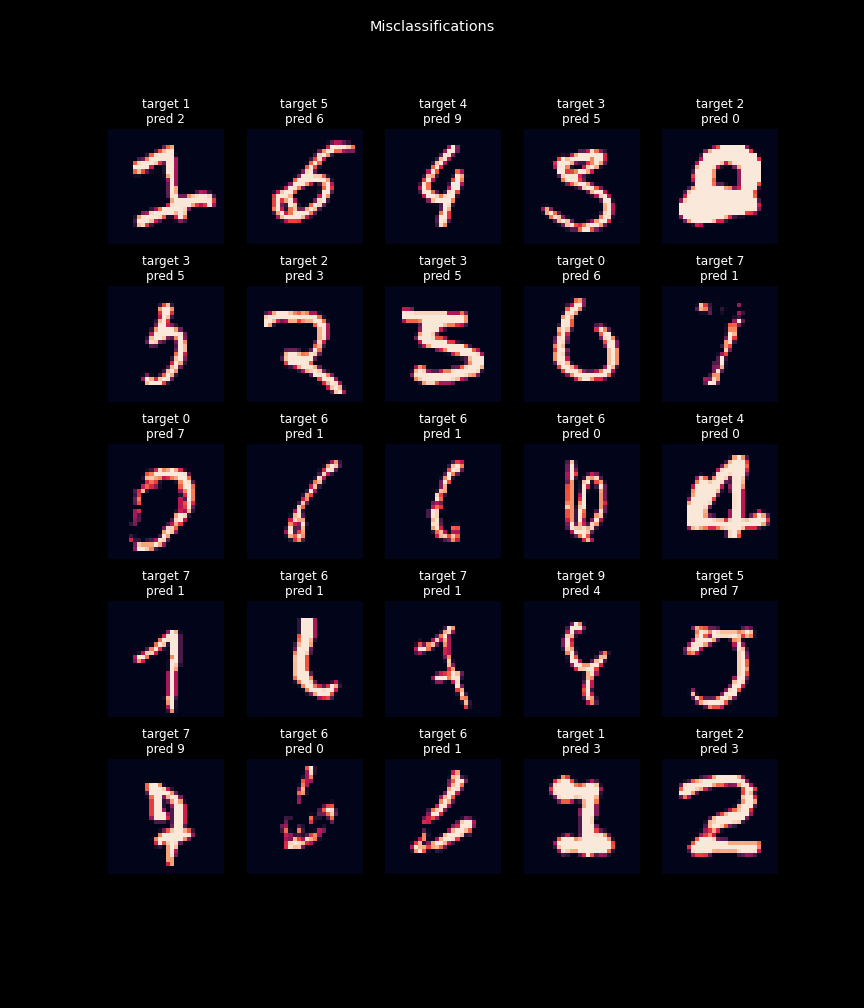 Misclassifications
target 1
pred 2
target 5
pred 6
target 4
pred 9
target 3
pred 5
target 2
pred 0
target 3
pred 5
target 2
pred 3
target 3
pred 5
target 0
pred 6
target 7
pred 1
target 0
pred 7
target 6
pred 1
target 6
pred 1
target 6
pred 0
target 4
pred 0
target 7
pred 1
target 6
pred 1
target 7
pred 1
target 9
pred 4
target 5
pred 7
target 7
pred 9
target 6
pred 0
target 6
pred 1
target 1
pred 3
target 2
pred 3